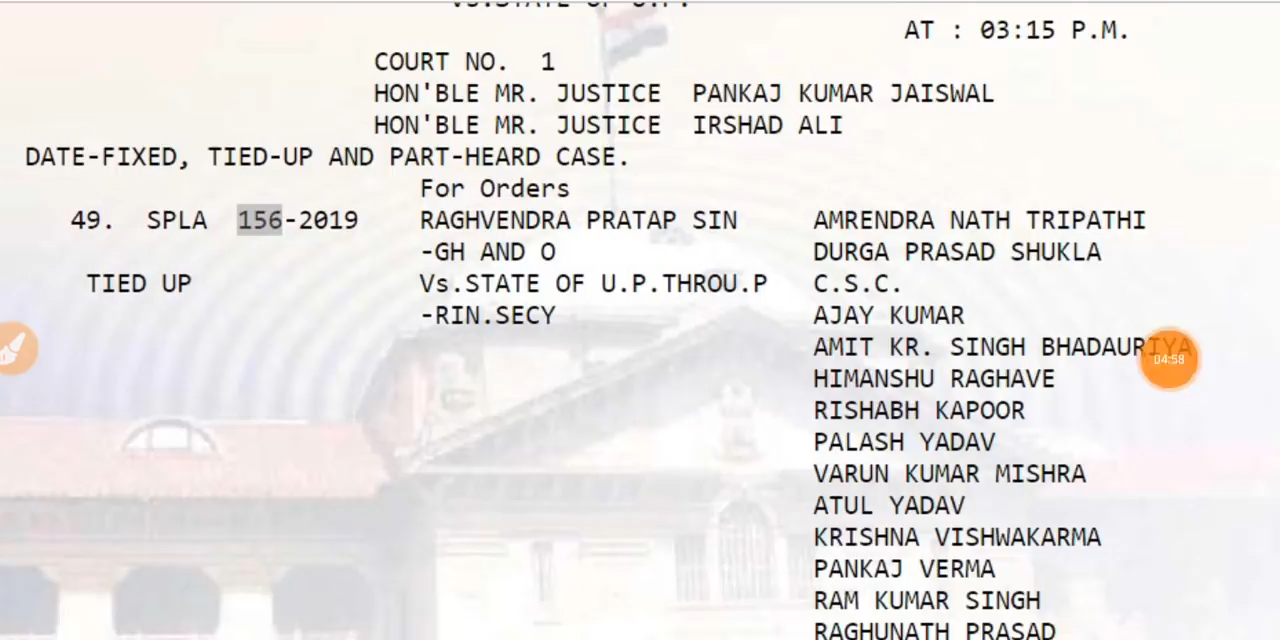 AT : 03:15 P.M.
COURT NO. 1
HON'BLE MR. JUSTICE PANKAJ KUMAR JAISWAL
HON'BLE MR. JUSTICE IRSHAD ALI
DATE-FIXED, TIED-UP AND PART-HEARD CASE.
For Orders
49. SPLA 156-2019 RAGHVENDRA PRATAP SIN AMRENDRA NATH TRIPATHI
-GH AND O DURGA PRASAD SHUKLA
TIED UP Vs.STATE OF U.P.THROU.P C.S.C.
-RIN.SECY AJAY KUMAR
AMIT KR. SINGH BHADAURIYA
04:58
HIMANSHU RAGHAVE
RISHABH KAPOOR
PALASH YADAV
VARUN KUMAR MISHRA
ATUL YADAV
KRISHNA VISHWAKARMA
PANKAJ VERMA
RAM KUMAR SINGH
RAGHUNATH PRASAD